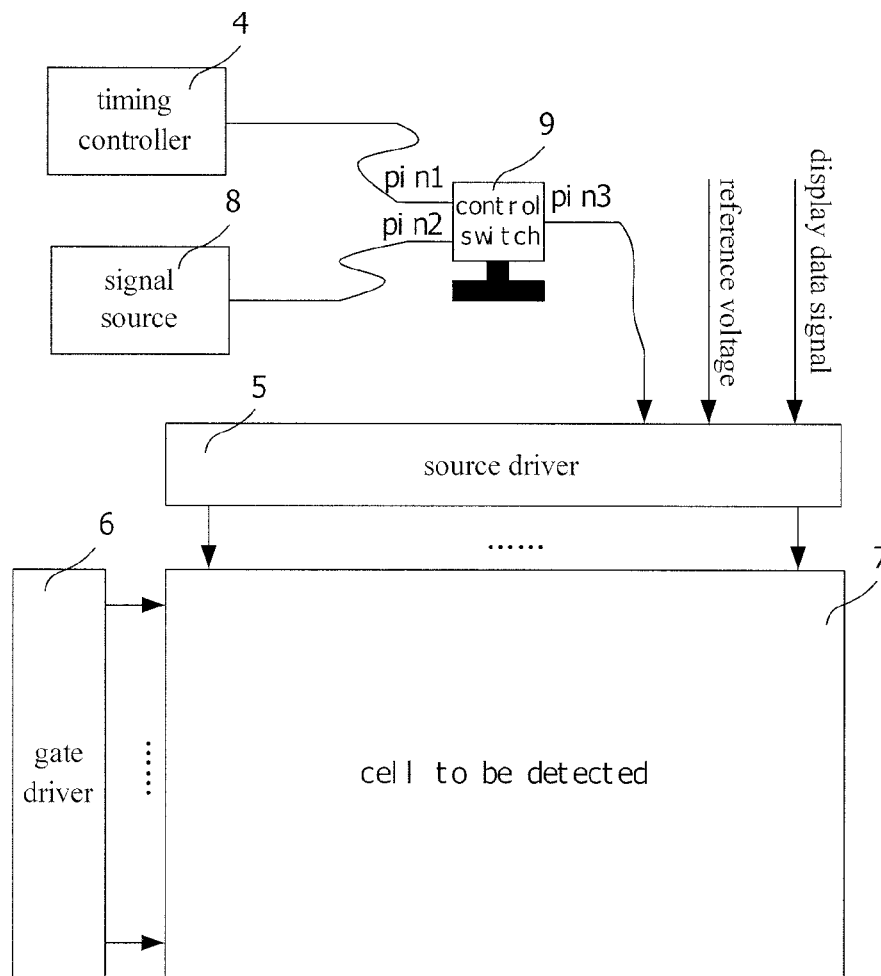 4
timing
controller
8
signal
source
9
pin1
pin2
control
switch
pin3
reference voltage
display data signal
5
source driver
......
6
gate
driver
......
7
cell to be detected